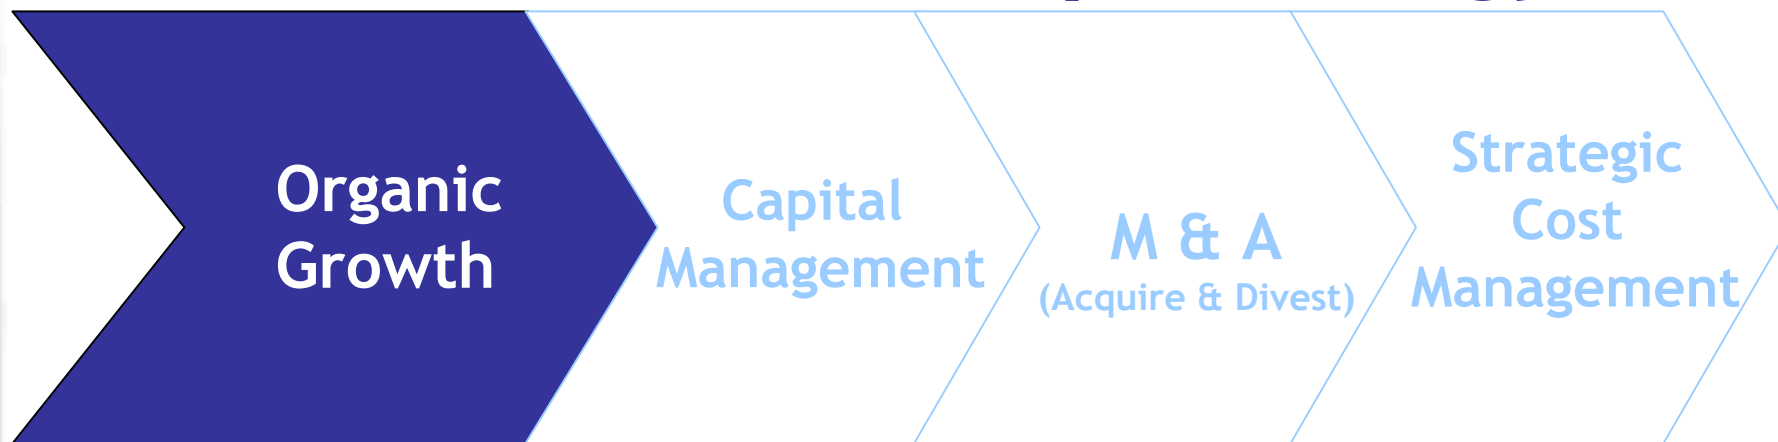 Organic
Growth
Capital
Management
M & A
(Acquire & Divest)
Strategic
Cost
Management